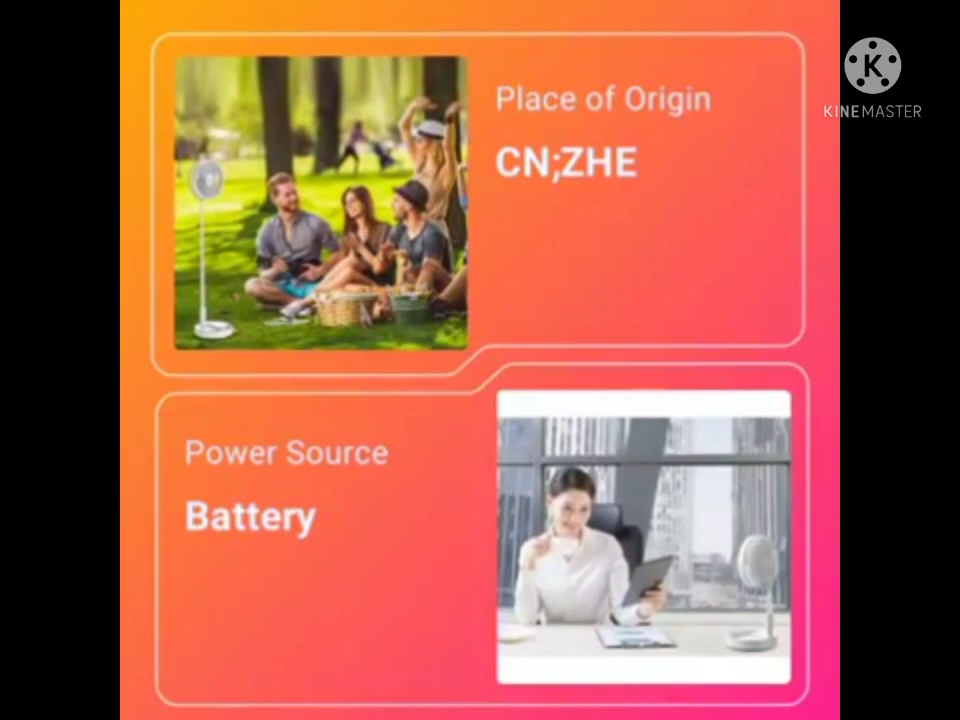 Place of Origin
CN;ZHE
K
KINEMASTER
Power Source
Battery